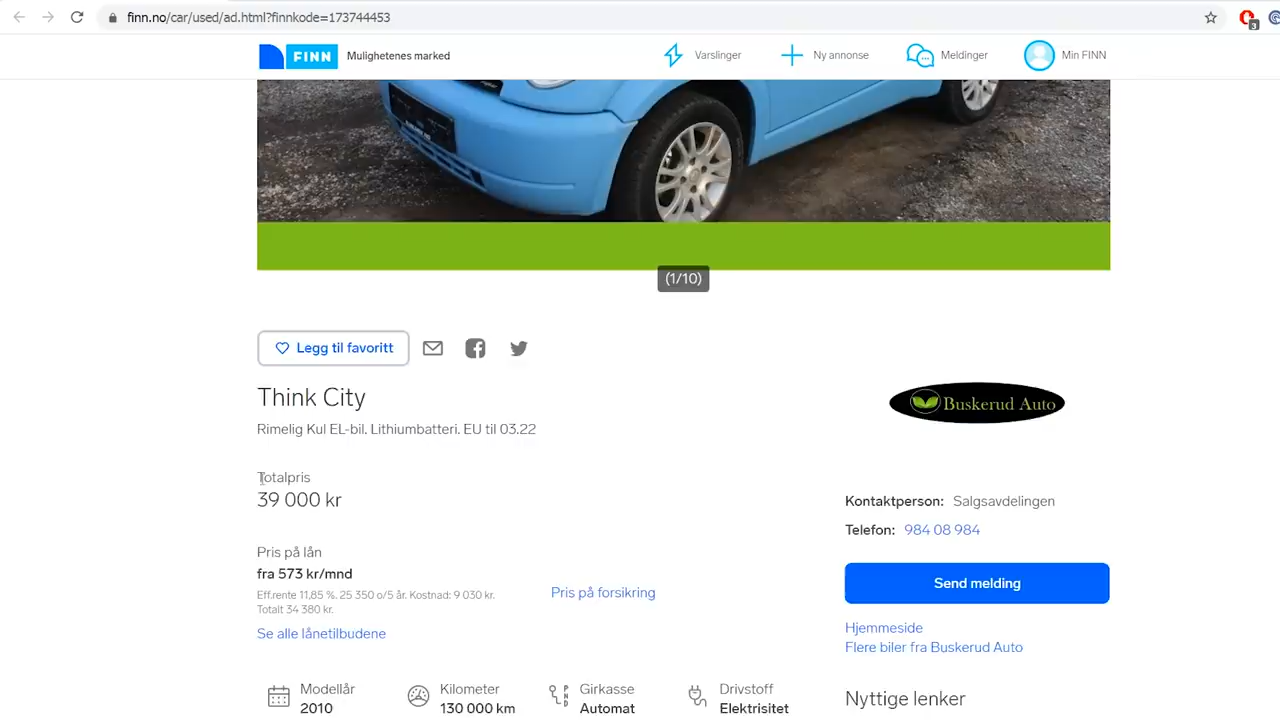 finn.no/car/used/ad.html?finnkode=173744453
3
FINN Mulighetenes marked
Varslinger
Ny annonse
Meldinger
Min FINN
(1/10)
Legg til favoritt
Think City
Rimelig Kul EL-bil. Lithiumbatteri. EU til 03.22
Buskerud Auto
Totalpris
39 000 kr
Kontaktperson: Salgsavdelingen
Telefon: 984 08 984
Pris på lån
fra 573 kr/mnd
Eff.rente 11,85 %. 25 350 o/5 år. Kostnad: 9 030 kr.
Totalt 34 380 kr.
Pris på forsikring
Se alle lånetilbudene
Send melding
Hjemmeside
Flere biler fra Buskerud Auto
Modellår
2010
Kilometer
130 000 km
Girkasse
Automat
Drivstoff
Elektrisitet
Nyttige lenker